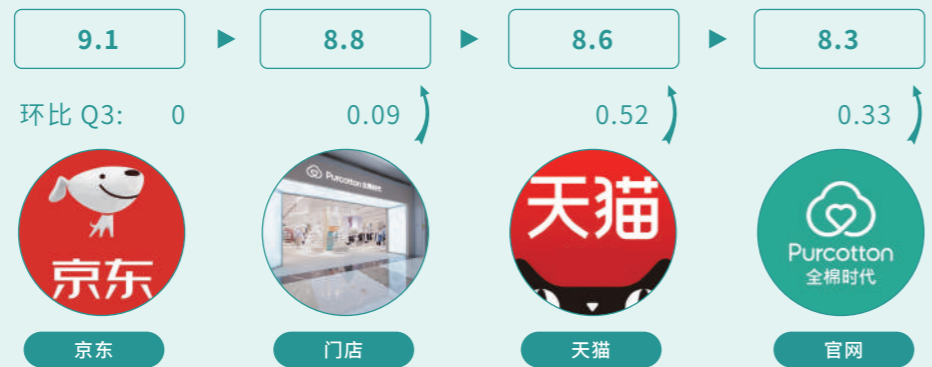 9.1 ▶ 8.8 ▶ 8.6 ▶ 8.3
环比 Q3: 0 0.09 0.52 0.33
京东
Purcotton 全棉时代
天猫
Purcotton
全棉时代
京东 门店 天猫 官网